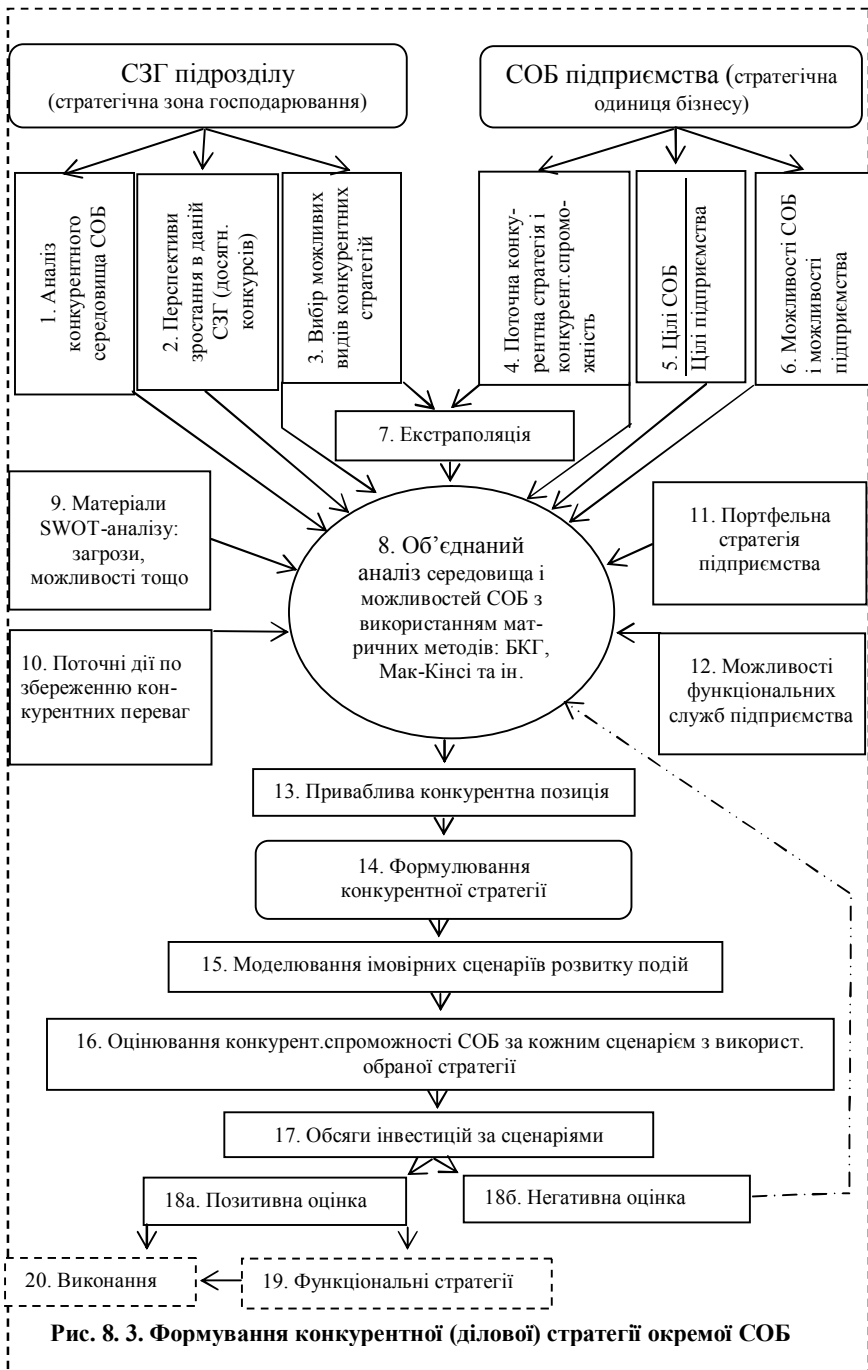 СЗГ підрозділу
(стратегічна зона господарювання)
СОБ підприємства (стратегічна
одиниця бізнесу)
1. Аналіз
конкурентного
середовища СОБ
2. Перспективи
зростання в даній
СЗГ (досягн.
конкурсів)
3. Вибір можливих
видів конкурентних
стратегій
4. Поточна конку-
рентна стратегія і
конкурент.спромо-
жність
5. Цілі СОБ
Цілі підприємства
6. Можливості СОБ
і можливості
підприємства
7. Екстраполяція
9. Матеріали
SWOT-аналізу:
загрози,
можливості тощо
8. Об’єднаний
аналіз середовища і
можливостей СОБ з
використанням мат-
ричних методів: БКГ,
Мак-Кінсі та ін.
11. Портфельна
стратегія
підприємства
10. Поточні дії по
збереженню кон-
курентних переваг
12. Можливості
функціональних
служб підприємства
13. Приваблива конкурентна позиція
14. Формулювання
конкурентної стратегії
15. Моделювання імовірних сценаріїв розвитку подій
16. Оцінювання конкурент.спроможності СОБ за кожним сценарієм з використ.
обраної стратегії
17. Обсяги інвестицій за сценаріями
18а. Позитивна оцінка
18б. Негативна оцінка
20. Виконання
19. Функціональні стратегії
Рис. 8. 3. Формування конкурентної (ділової) стратегії окремої СОБ